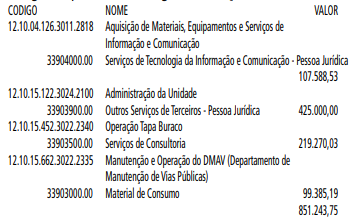 CODIGO NOME VALOR
12.10.04.126.3011.2818 Aquisição de Materiais, Equipamentos e Serviços de
Informação e Comunicação
33904000.00 Serviços de Tecnologia da Informação e Comunicação - Pessoa Jurídica
107.588,53
12.10.15.122.3024.2100 Administração da Unidade
33903900.00 Outros Serviços de Terceiros - Pessoa Jurídica 425.000,00
12.10.15.452.3022.2340 Operação Tapa Buraco
33903500.00 Serviços de Consultoria 219.270,03
12.10.15.662.3022.2335 Manutenção e Operação do DMAV (Departamento de
Manutenção de Vias Públicas)
33903000.00 Material de Consumo 99.385,19
851.243,75